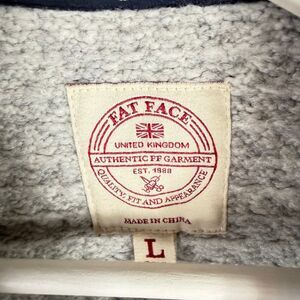 FAT FACE
UNITED KINGDOM
AUTHENTIC FF GARMENT
EST. 1988
QUALITY, FIT AND APPEARANCE
MADE IN CHINA
L